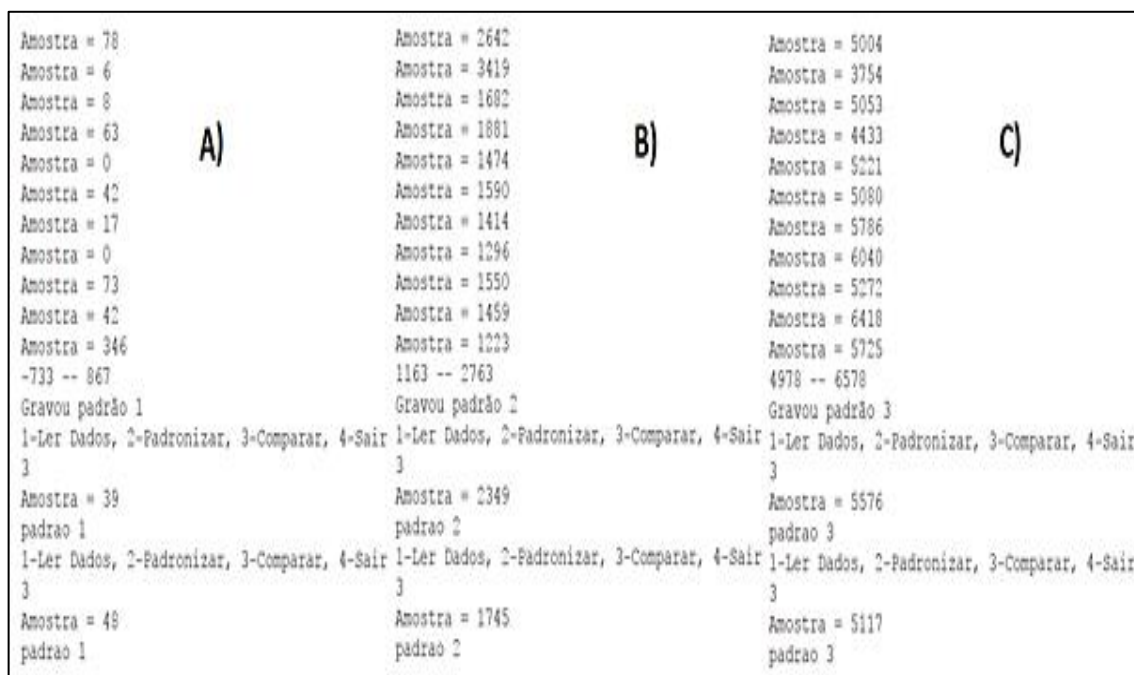 Amostra = 78
Amostra = 6
Amostra = 8
Amostra = 63
Amostra = 0
Amostra = 42
Amostra = 17
Amostra = 0
Amostra = 73
Amostra = 42
Amostra = 346
-733 -- 867
Gravou padrão 1
1-Ler Dados, 2-Padronizar, 3-Comparar, 4-Sair
3
Amostra = 39
padrao 1
1-Ler Dados, 2-Padronizar, 3-Comparar, 4-Sair
3
Amostra = 48
padrao 1
A)
Amostra = 2642
Amostra = 3419
Amostra = 1682
Amostra = 1881
Amostra = 1474
Amostra = 1590
Amostra = 1414
Amostra = 1296
Amostra = 1550
Amostra = 1459
Amostra = 1223
1163 -- 2763
Gravou padrão 2
1-Ler Dados, 2-Padronizar, 3-Comparar, 4-Sair
3
Amostra = 2349
padrao 2
1-Ler Dados, 2-Padronizar, 3-Comparar, 4-Sair
3
Amostra = 1745
padrao 2
B)
Amostra = 5004
Amostra = 3754
Amostra = 5053
Amostra = 4433
Amostra = 5221
Amostra = 5080
Amostra = 5786
Amostra = 6040
Amostra = 5272
Amostra = 6418
Amostra = 5725
4978 -- 6578
Gravou padrão 3
1-Ler Dados, 2-Padronizar, 3-Comparar, 4-Sair
3
Amostra = 5576
padrao 3
1-Ler Dados, 2-Padronizar, 3-Comparar, 4-Sair
3
Amostra = 5117
padrao 3
C)